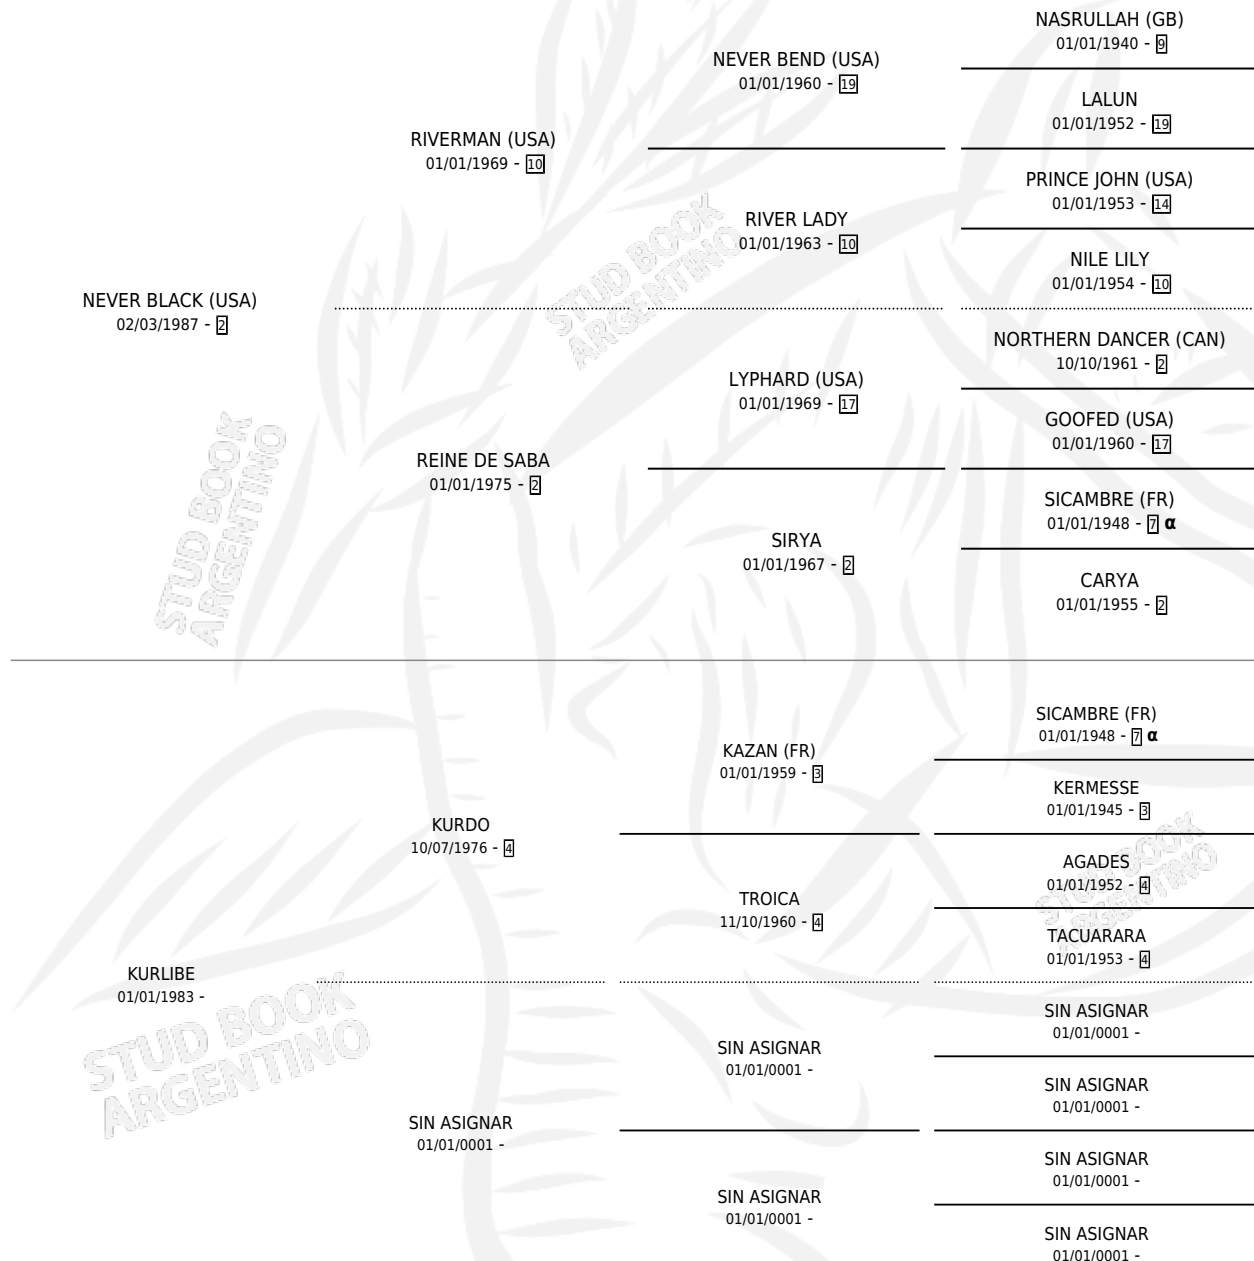 NASRULLAH (GB)
01/01/1940 - 9
NEVER BEND (USA)
01/01/1960 - 19
LALUN
01/01/1952 - 19
RIVERMAN (USA)
01/01/1969 - 10
PRINCE JOHN (USA)
01/01/1953 - 14
RIVER LADY
01/01/1963 - 10
NILE LILY
01/01/1954 - 10
NEVER BLACK (USA)
02/03/1987 - 2
NORTHERN DANCER (CAN)
10/10/1961 - 2
LYPHARD (USA)
01/01/1969 - 17
GOOFED (USA)
01/01/1960 - 17
REINE DE SABA
01/01/1975 - 2
SICAMBRE (FR)
01/01/1948 - 7 α
SIRYA
01/01/1967 - 2
CARYA
01/01/1955 - 2
SICAMBRE (FR)
01/01/1948 - 7 α
KAZAN (FR)
01/01/1959 - 3
KERMESSE
01/01/1945 - 3
KURDO
10/07/1976 - 4
AGADES
01/01/1952 - 4
TROICA
11/10/1960 - 4
TACUARARA
01/01/1953 - 4
KURLIBE
01/01/1983 -
SIN ASIGNAR
01/01/0001 -
SIN ASIGNAR
01/01/0001 -
SIN ASIGNAR
01/01/0001 -
SIN ASIGNAR
01/01/0001 -
SIN ASIGNAR
01/01/0001 -
SIN ASIGNAR
01/01/0001 -
SIN ASIGNAR
01/01/0001 -
STUD BOOK
ARGENTINO
STUD BOOK
ARGENTINO
STUD BOOK
ARGENTINO
STUD BOOK
ARGENTINO